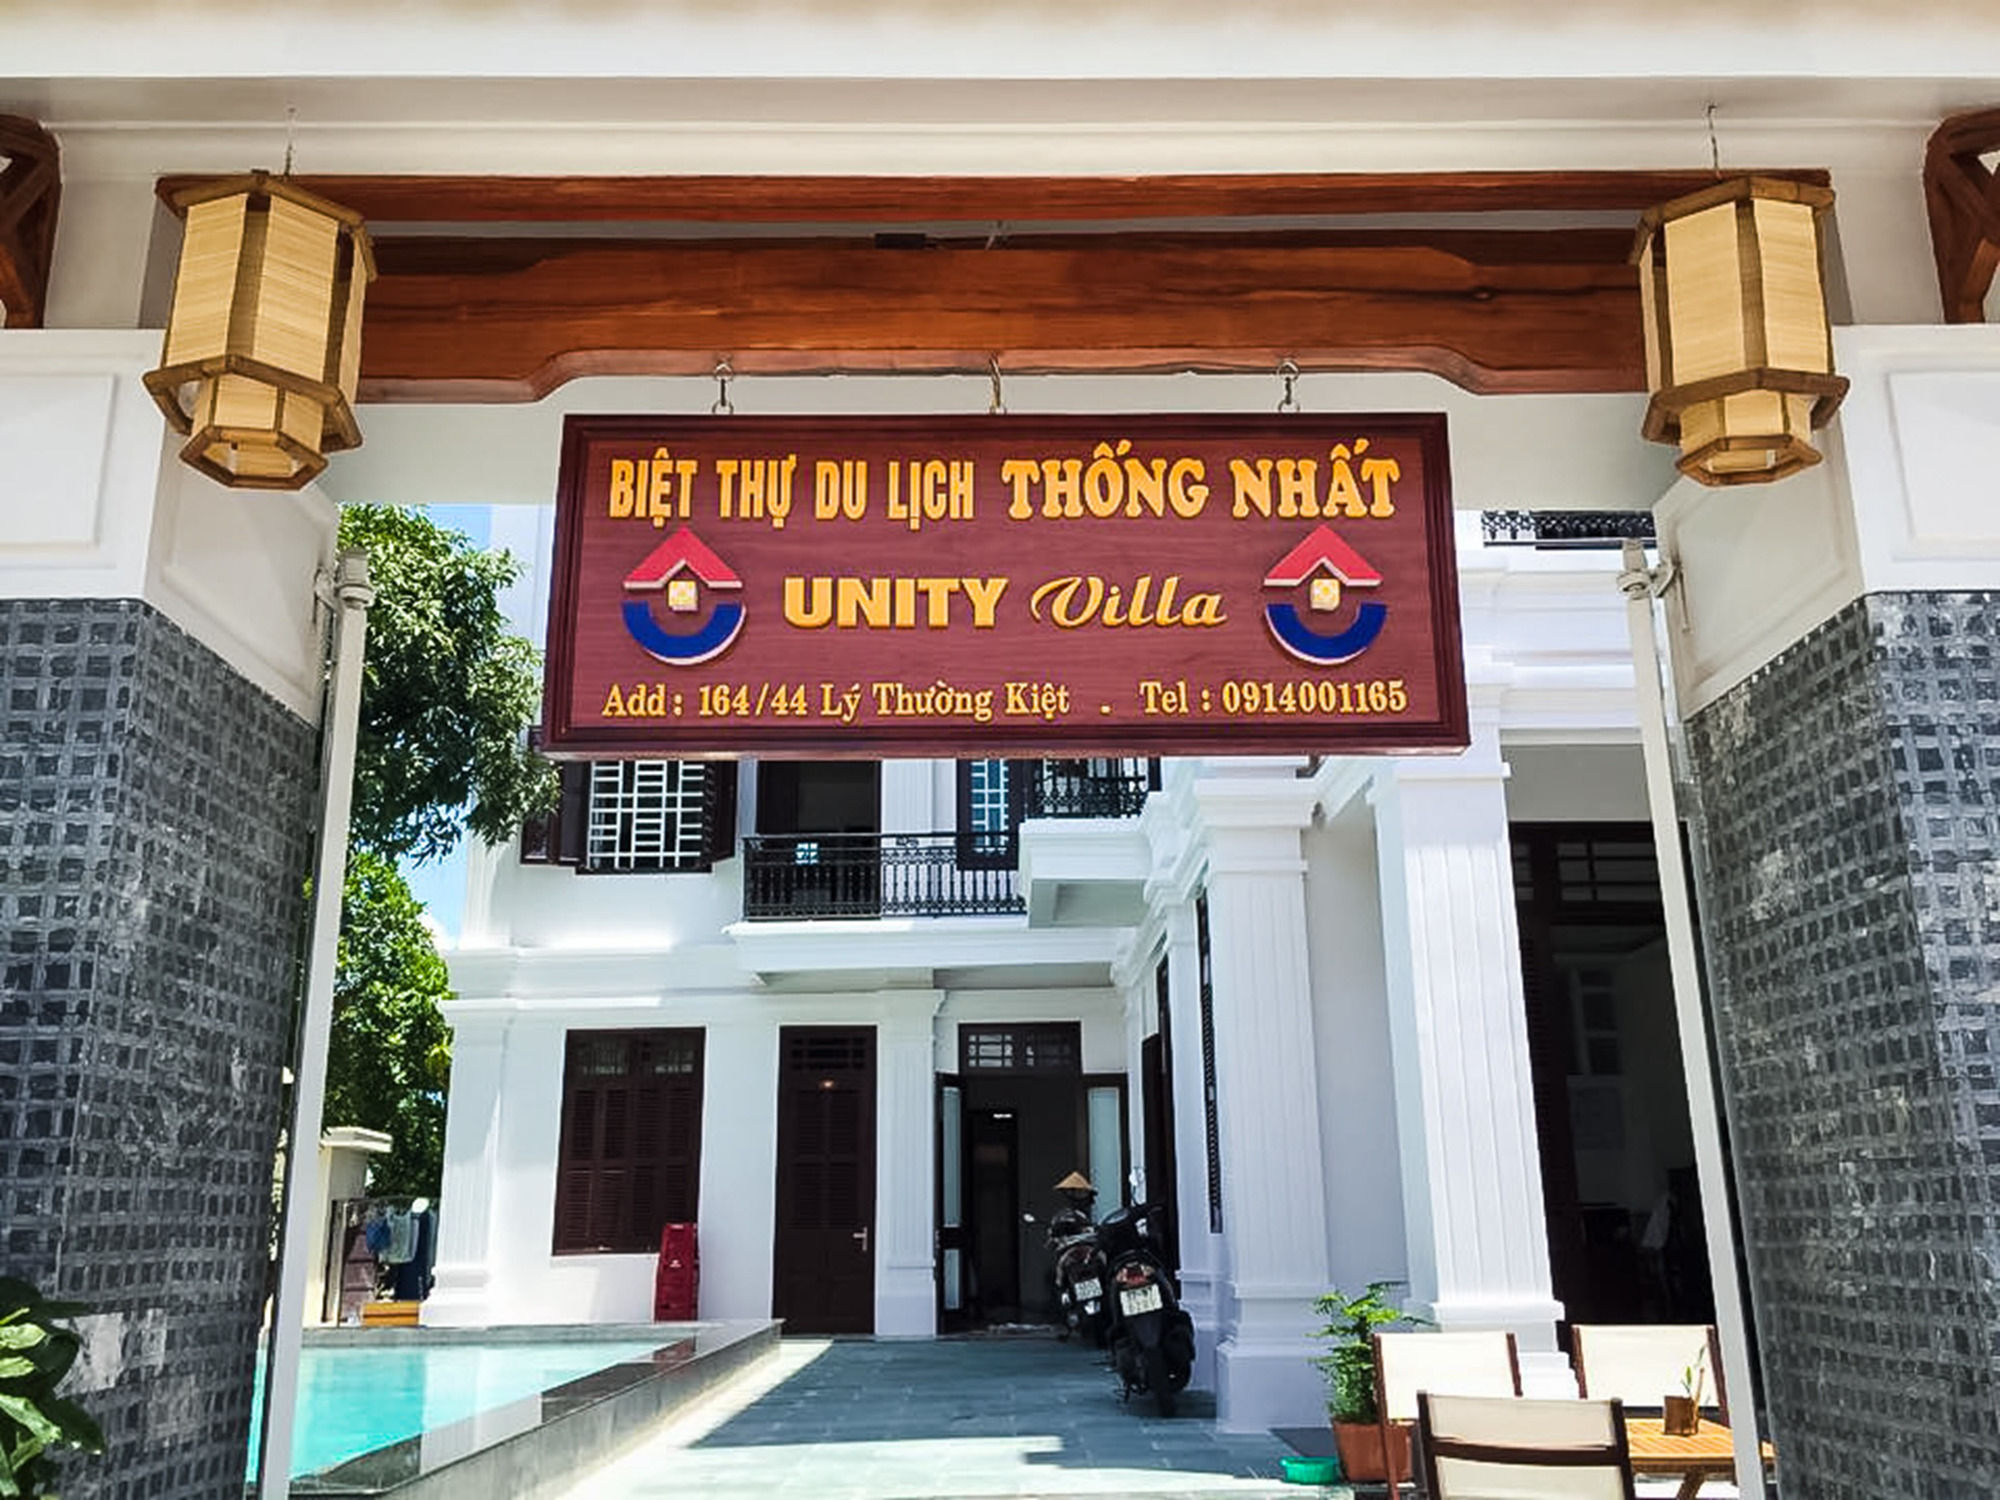 BIỆT THỰ DU LỊCH THỐNG NHẤT
UNITY Villa
Add : 164/44 Lý Thường Kiệt . Tel : 0914001165